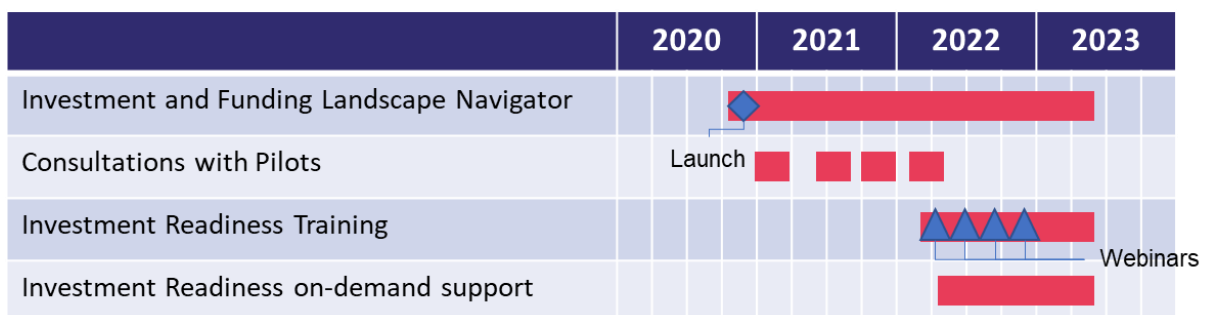 2020 2021 2022 2023
Investment and Funding Landscape Navigator
Launch
Consultations with Pilots
Investment Readiness Training
Webinars
Investment Readiness on-demand support